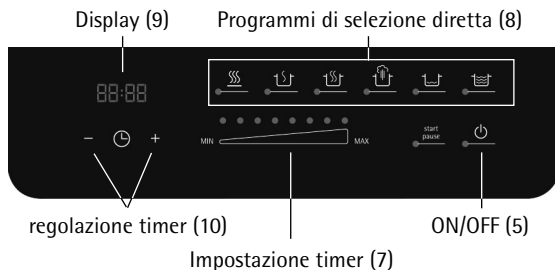 Display (9)
Programmi di selezione diretta (8)
88:88
− +
MIN MAX
start
pause
regolazione timer (10)
ON/OFF (5)
Impostazione timer (7)